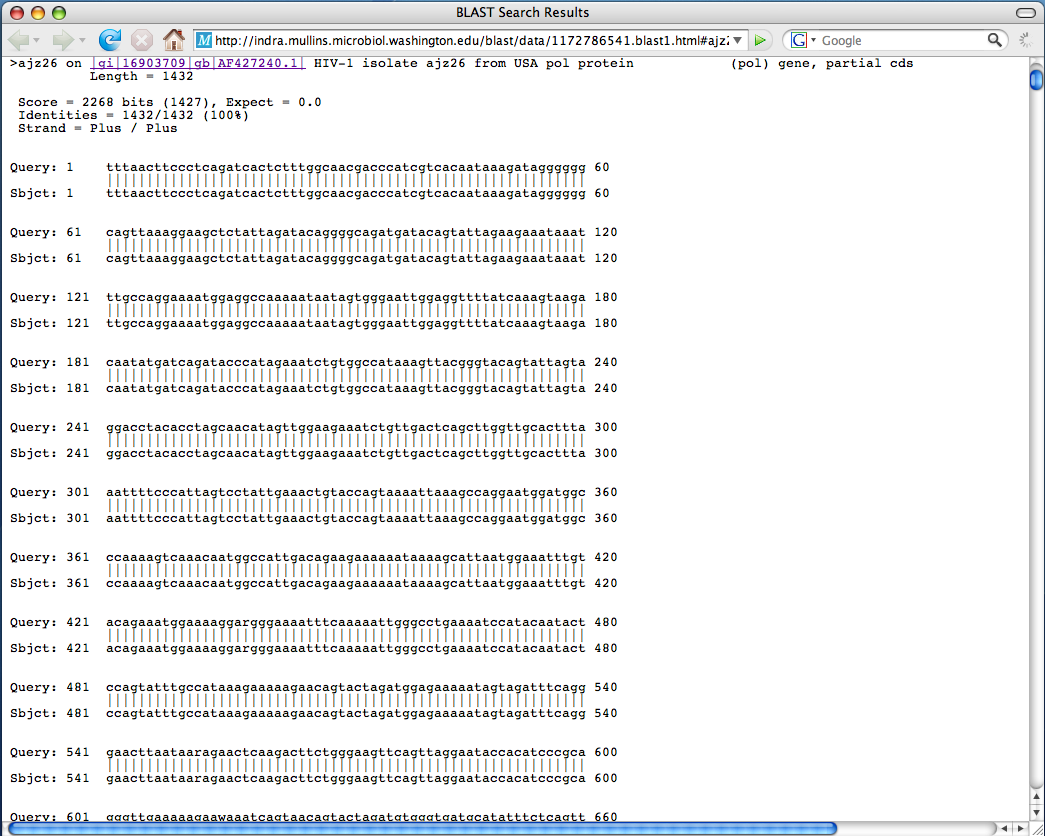 BLAST Search Results
http://indra.mullins.microbiol.washington.edu/blast/data/1172786541.blast1.html#ajz
Google
>ajz26 on |gi|16903709|gb|AF427240.1| HIV-1 isolate ajz26 from USA pol protein (pol) gene, partial cds
Length = 1432
Score = 2268 bits (1427), Expect = 0.0
Identities = 1432/1432 (100%)
Strand = Plus / Plus
Query: 1 tttaacttccctcagatcactctttggcaacgacccatcgtcacaataaagatagggggg 60
Sbjct: 1 tttaacttccctcagatcactctttggcaacgacccatcgtcacaataaagatagggggg 60
Query: 61 cagttaaaggaagctctattagatacaggggcagatgatacagtattagaagaaataaat 120
Sbjct: 61 cagttaaaggaagctctattagatacaggggcagatgatacagtattagaagaaataaat 120
Query: 121 ttgccaggaaaatggaggccaaaaataatagtgggaattggaggttttatcaaagtaaga 180
Sbjct: 121 ttgccaggaaaatggaggccaaaaataatagtgggaattggaggttttatcaaagtaaga 180
Query: 181 caatatgatcagatacccatagaaatctgtggccataaagttacgggtacagtattagta 240
Sbjct: 181 caatatgatcagatacccatagaaatctgtggccataaagttacgggtacagtattagta 240
Query: 241 ggacctacacctagcaacatagttggaagaaatctgttgactcagcttggttgcacttta 300
Sbjct: 241 ggacctacacctagcaacatagttggaagaaatctgttgactcagcttggttgcacttta 300
Query: 301 aattttcccattagtcctattgaaactgtaccagtaaaattaaagccaggaatggatggc 360
Sbjct: 301 aattttcccattagtcctattgaaactgtaccagtaaaattaaagccaggaatggatggc 360
Query: 361 ccaaaagtcaaacaatggccattgacagaagaaaaaataaaagcattaatggaaatttgt 420
Sbjct: 361 ccaaaagtcaaacaatggccattgacagaagaaaaaataaaagcattaatggaaatttgt 420
Query: 421 acagaaatggaaaaggargggaaaatttcaaaaattgggcctgaaaatccatacaatact 480
Sbjct: 421 acagaaatggaaaaggargggaaaatttcaaaaattgggcctgaaaatccatacaatact 480
Query: 481 ccagtatttgccataaagaaaaagaacagtactagatggagaaaaatagtagatttcagg 540
Sbjct: 481 ccagtatttgccataaagaaaaagaacagtactagatggagaaaaatagtagatttcagg 540
Query: 541 gaacttaataaragaactcaagacttctgggaagttcagttaggaataccacatcccgca 600
Sbjct: 541 gaacttaataaragaactcaagacttctgggaagttcagttaggaataccacatcccgca 600
Query: 601 gggttgaaaaagaawaaatcagtaacagtactagatgtgggtgatgcatatttctcagtt 660